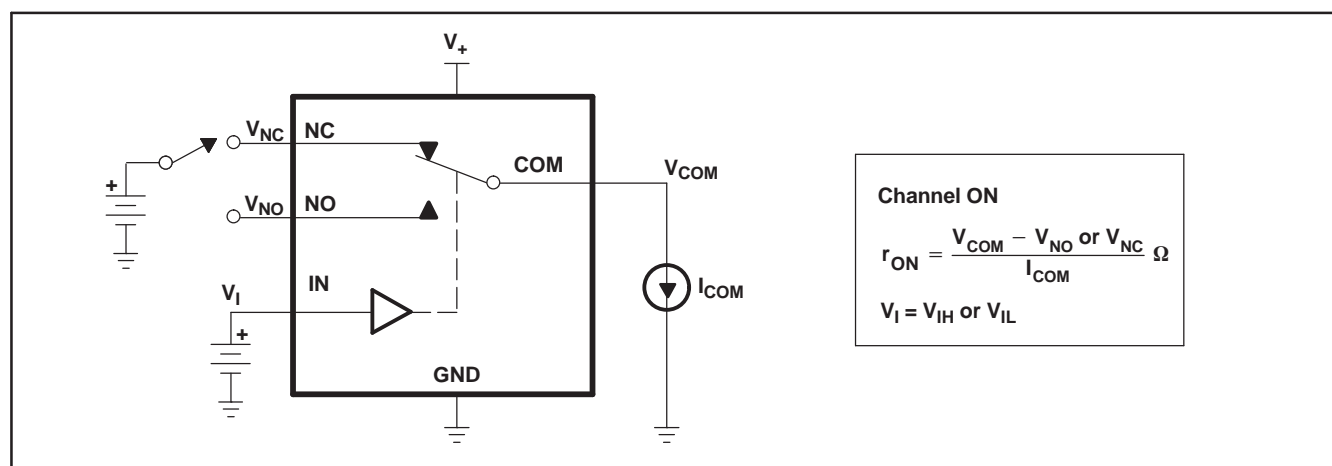 V+
VNC NC
COM
VCOM
+
VNO NO
IN
VI
+
ICOM
GND
Channel ON
rON = VCOM − VNO or VNC / ICOM Ω
VI = VIH or VIL